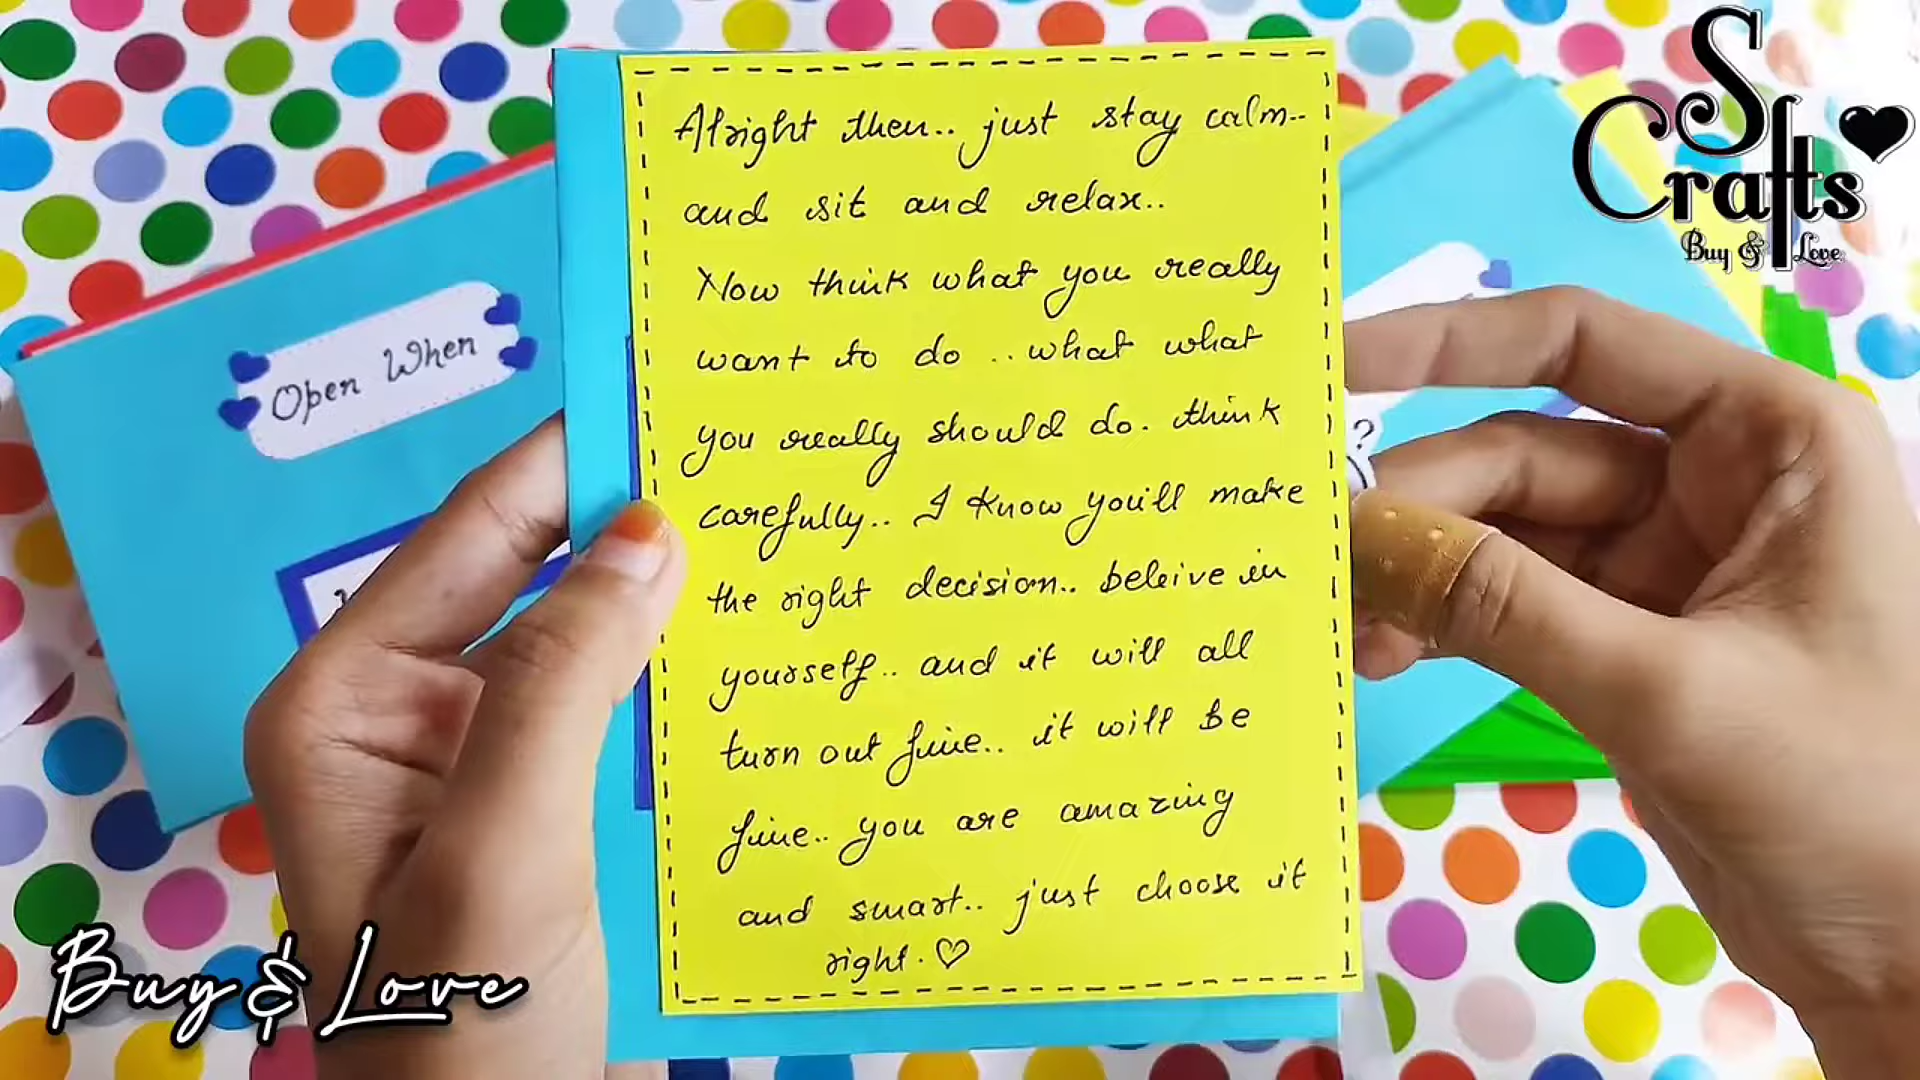 Alright then.. just stay calm..
and sit and relax..
Now think what you really
want to do ..what what
you really should do. think
carefully.. I know you'll make
the right decision.. beleive in
yourself.. and it will all
turn out fine.. it will be
fine.. you are amazing
and smart.. just choose it
right. ♡
Open When
?
S Crafts
Buy & Love
Buy & Love